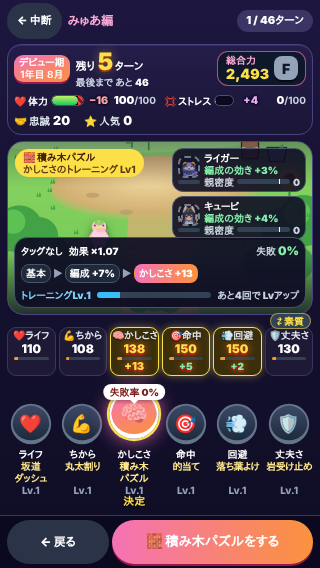 ← 中断
みゅあ編
1 / 46ターン
デビュー期
1年目 8月
残り 5 ターン
最後まで あと 46
総合力
2,493
F
体力
−16
100/100
ストレス
+4
0/100
忠誠 20
人気 0
積み木パズル
かしこさのトレーニング Lv1
ライガー
編成の効き +3%
親密度
0
キュービ
編成の効き +4%
親密度
0
タッグなし 効果 ×1.07
失敗 0%
基本
▶
編成 +7%
▶
かしこさ +13
トレーニングLv.1
あと4回で Lvアップ
素質
ライフ
110
ちから
108
かしこさ
138
+13
命中
150
+5
回避
150
+2
丈夫さ
130
失敗率 0%
ライフ
坂道
ダッシュ
Lv.1
ちから
丸太割り
Lv.1
かしこさ
積み木
パズル
Lv.1
決定
命中
的当て
Lv.1
回避
落ち葉よけ
Lv.1
丈夫さ
岩受け止め
Lv.1
← 戻る
積み木パズルをする